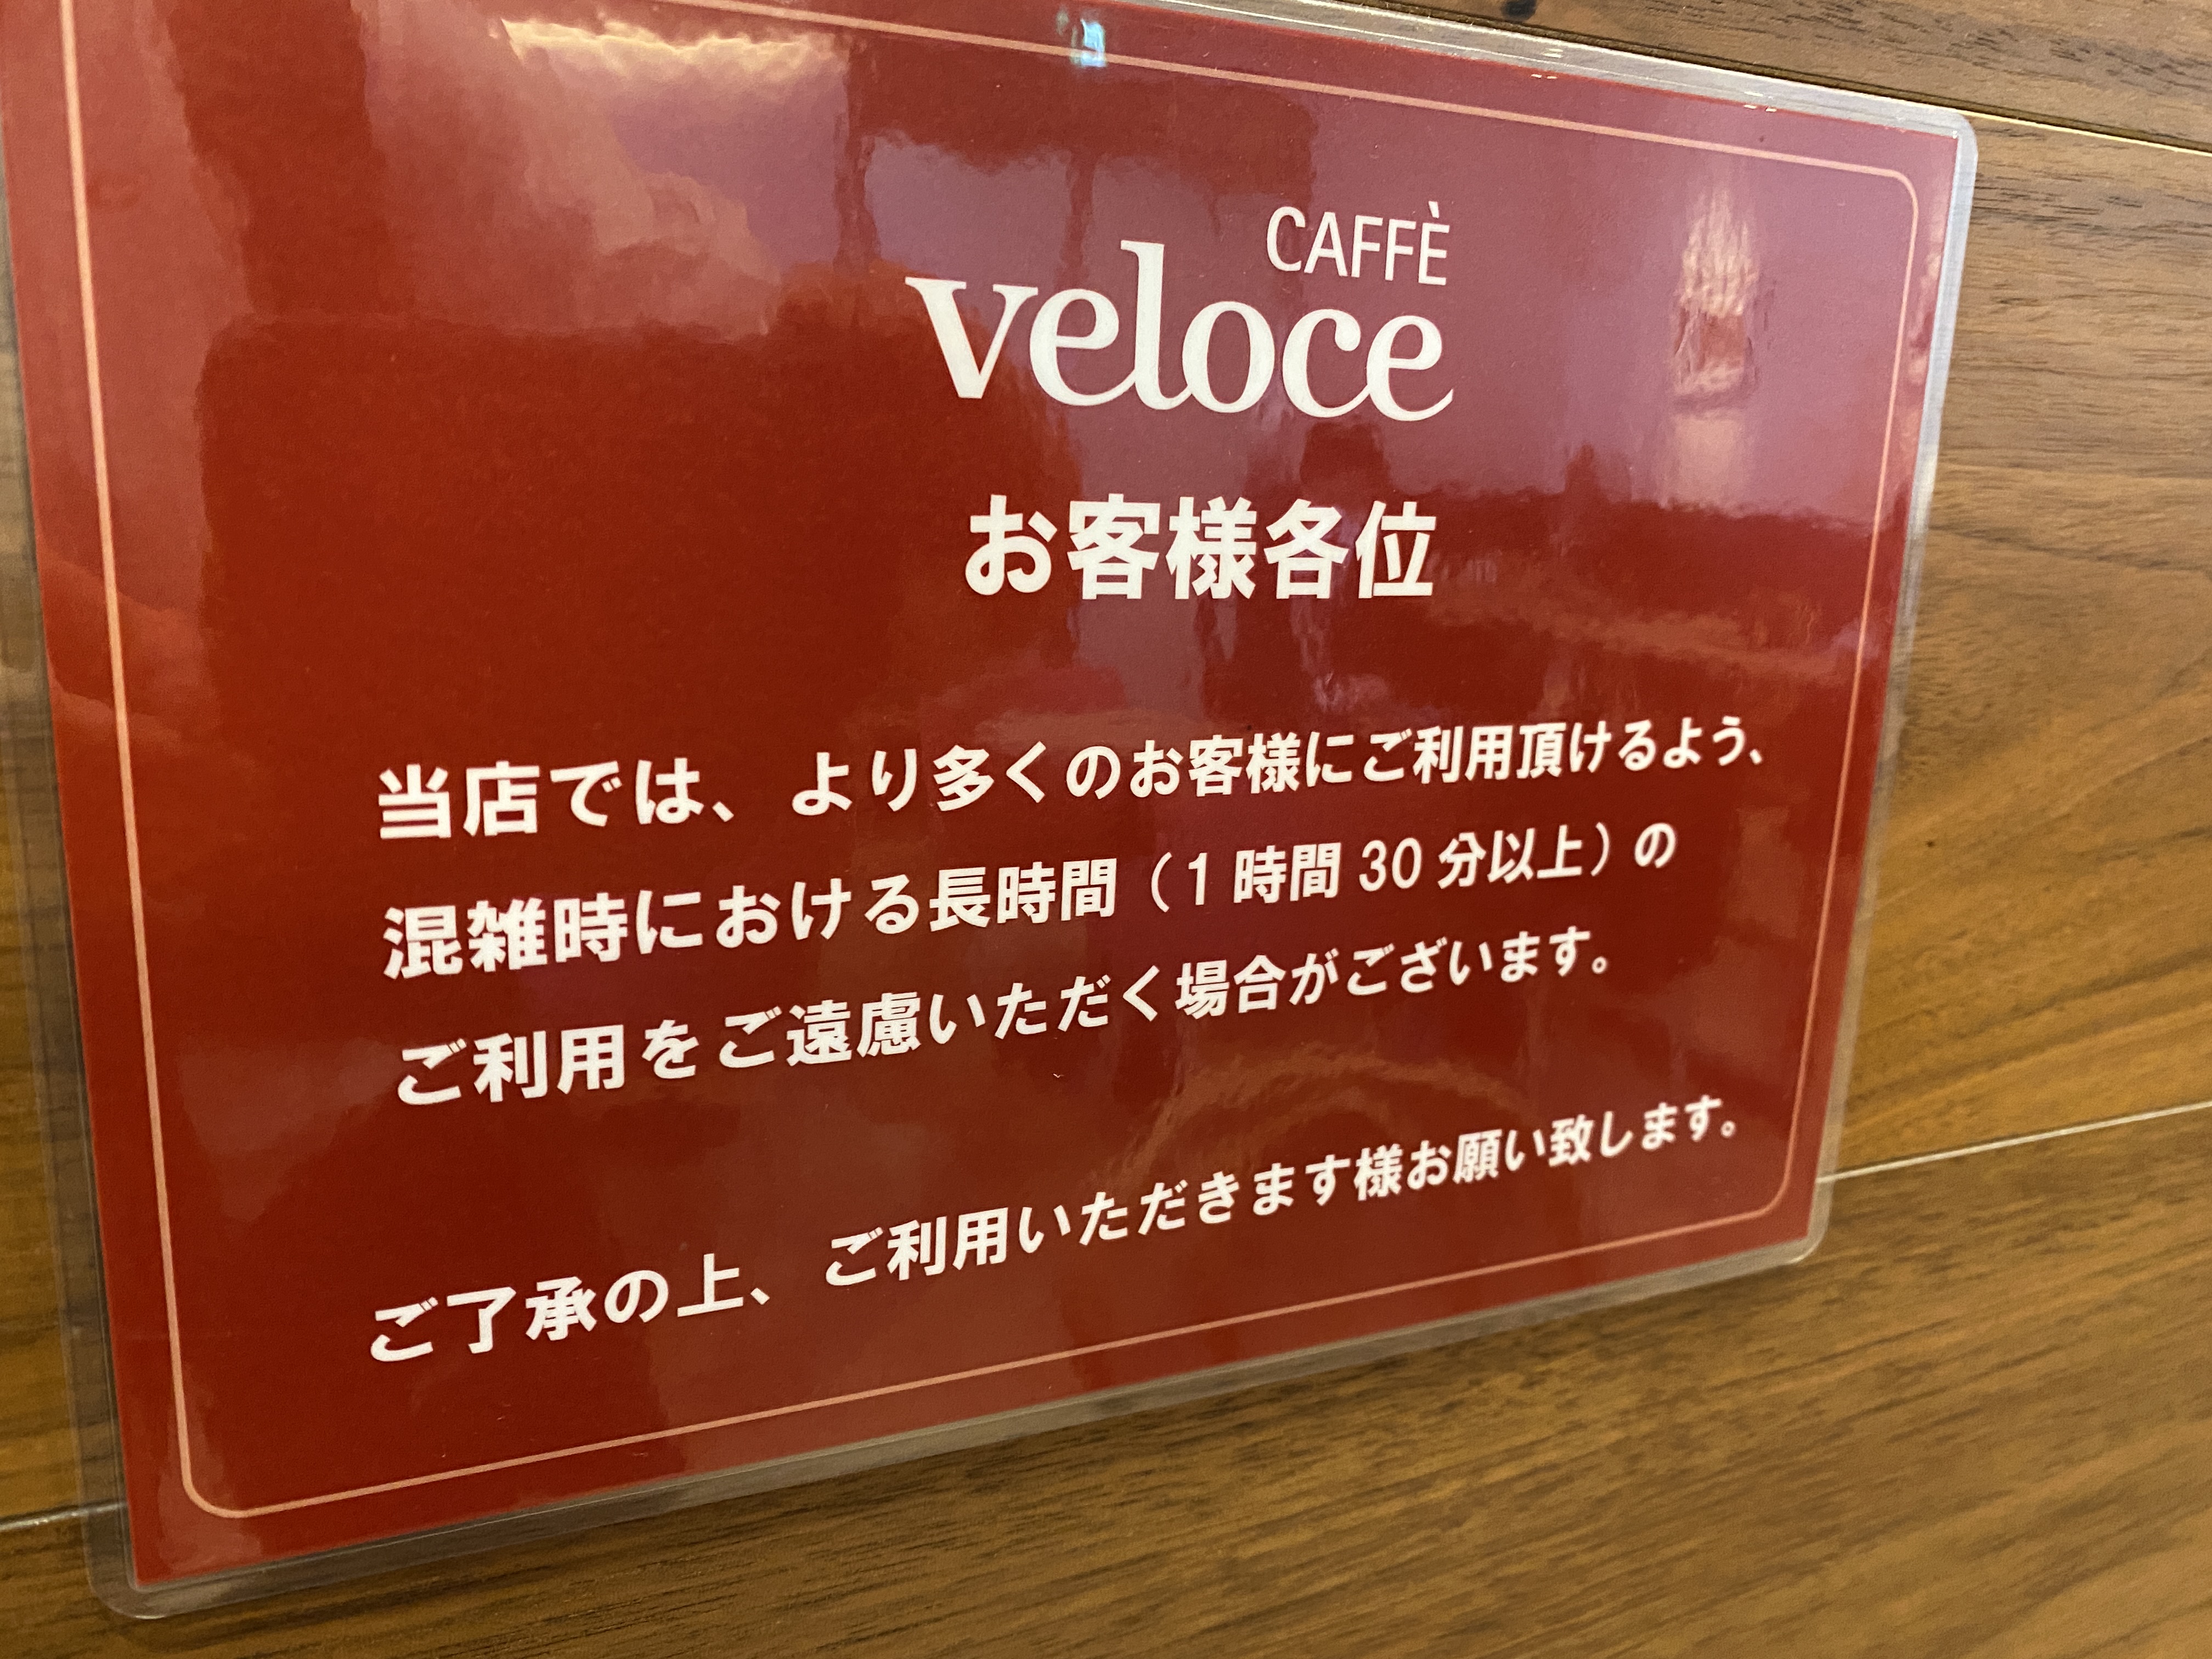 CAFFÈ
veloce
お客様各位
当店では、より多くのお客様にご利用頂けるよう、
混雑時における長時間（1時間30分以上）の
ご利用をご遠慮いただく場合がございます。
ご了承の上、ご利用いただきます様お願い致します。